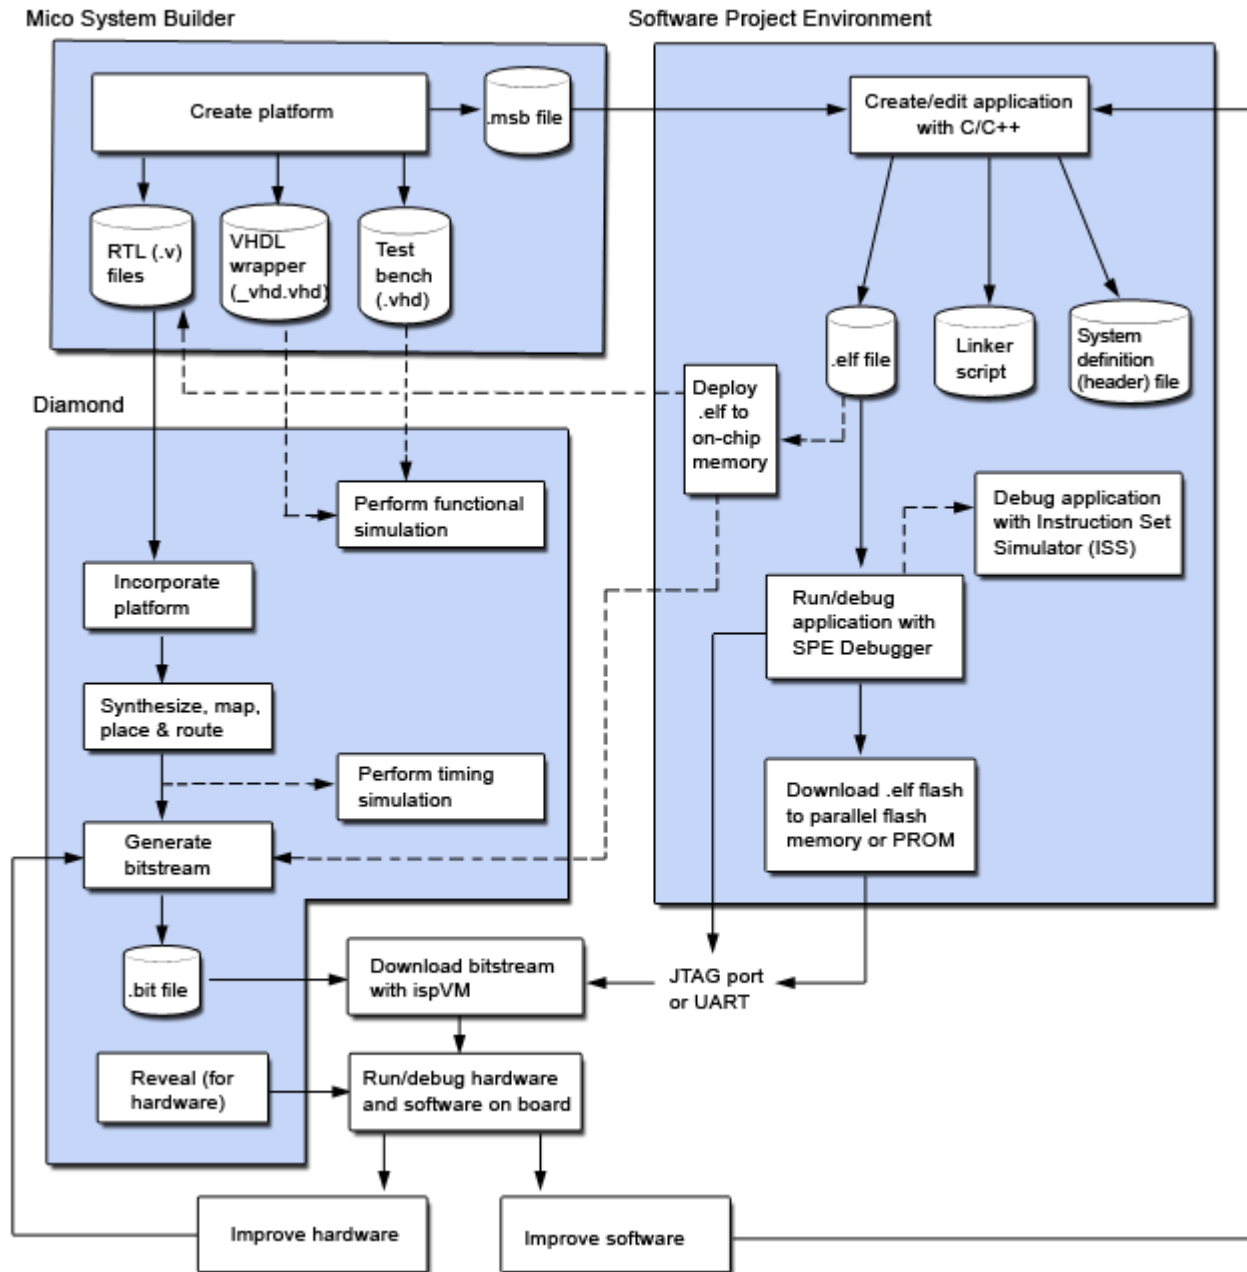 Mico System Builder
Software Project Environment
Create platform
.msb file
Create/edit application
with C/C++
RTL (.v)
files
VHDL
wrapper
(_vhd.vhd)
Test
bench
(.vhd)
.elf file
Linker
script
System
definition
(header) file
Deploy
.elf to
on-chip
memory
Diamond
Perform functional
simulation
Debug application
with Instruction Set
Simulator (ISS)
Incorporate
platform
Run/debug
application with
SPE Debugger
Synthesize, map,
place & route
Perform timing
simulation
Download .elf flash
to parallel flash
memory or PROM
Generate
bitstream
.bit file
Download bitstream
with ispVM
JTAG port
or UART
Reveal (for
hardware)
Run/debug hardware
and software on board
Improve hardware
Improve software